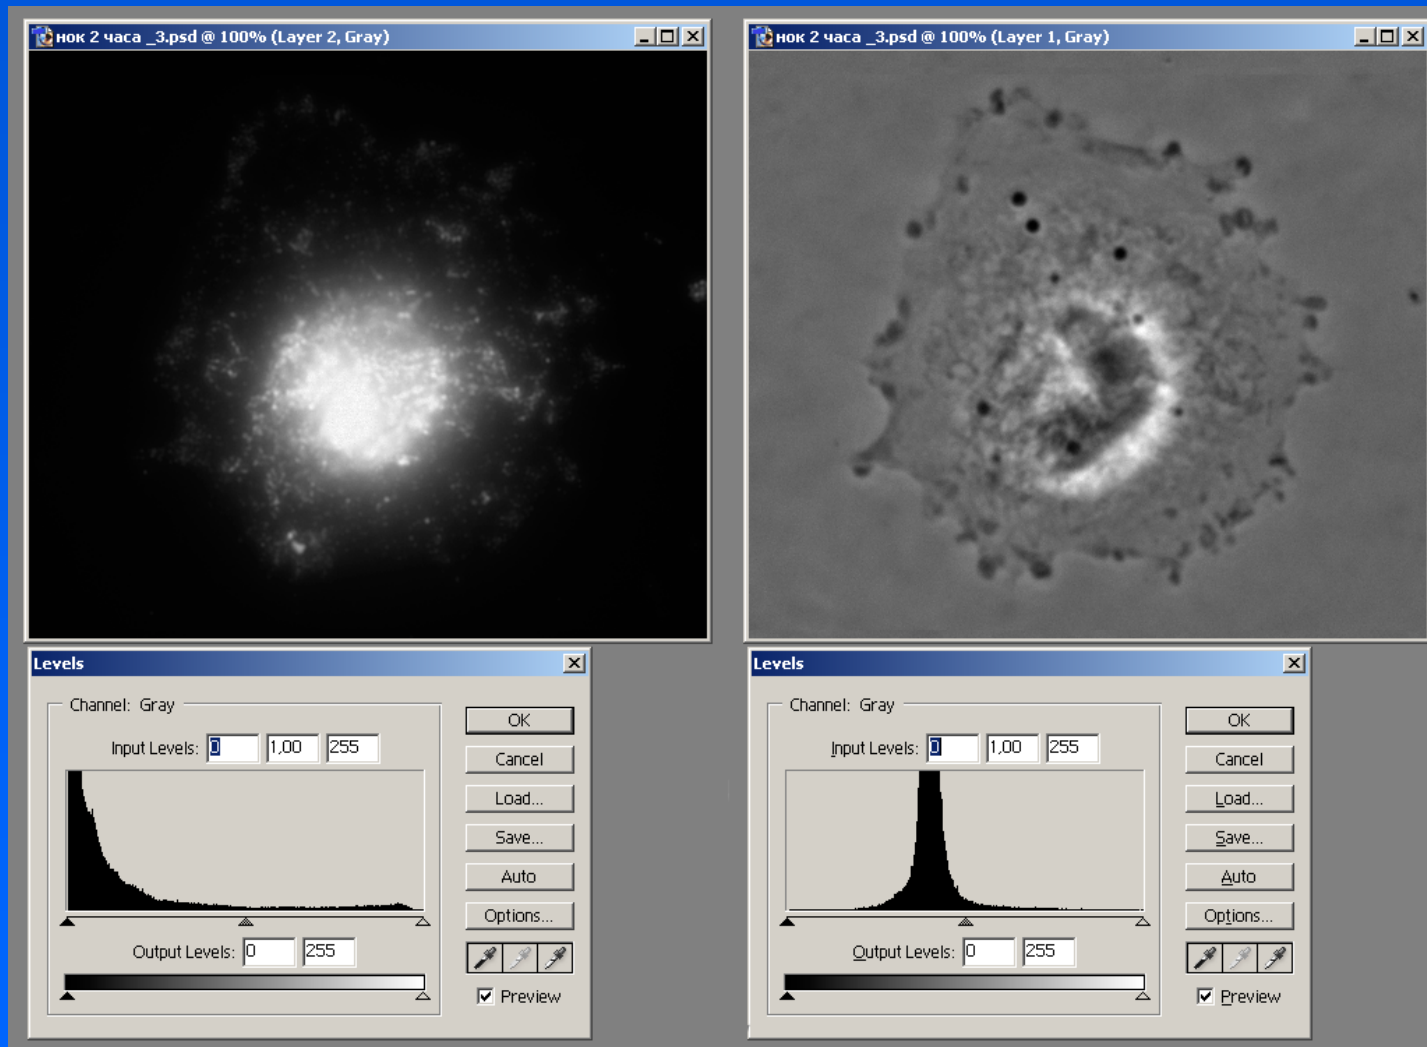 нок 2 часа _3.psd @ 100% (Layer 2, Gray)
нок 2 часа _3.psd @ 100% (Layer 1, Gray)
Levels
Channel: Gray
Input Levels: 0 1,00 255
Output Levels: 0 255
OK
Cancel
Load...
Save...
Auto
Options...
Preview
Levels
Channel: Gray
Input Levels: 0 1,00 255
Output Levels: 0 255
OK
Cancel
Load...
Save...
Auto
Options...
Preview